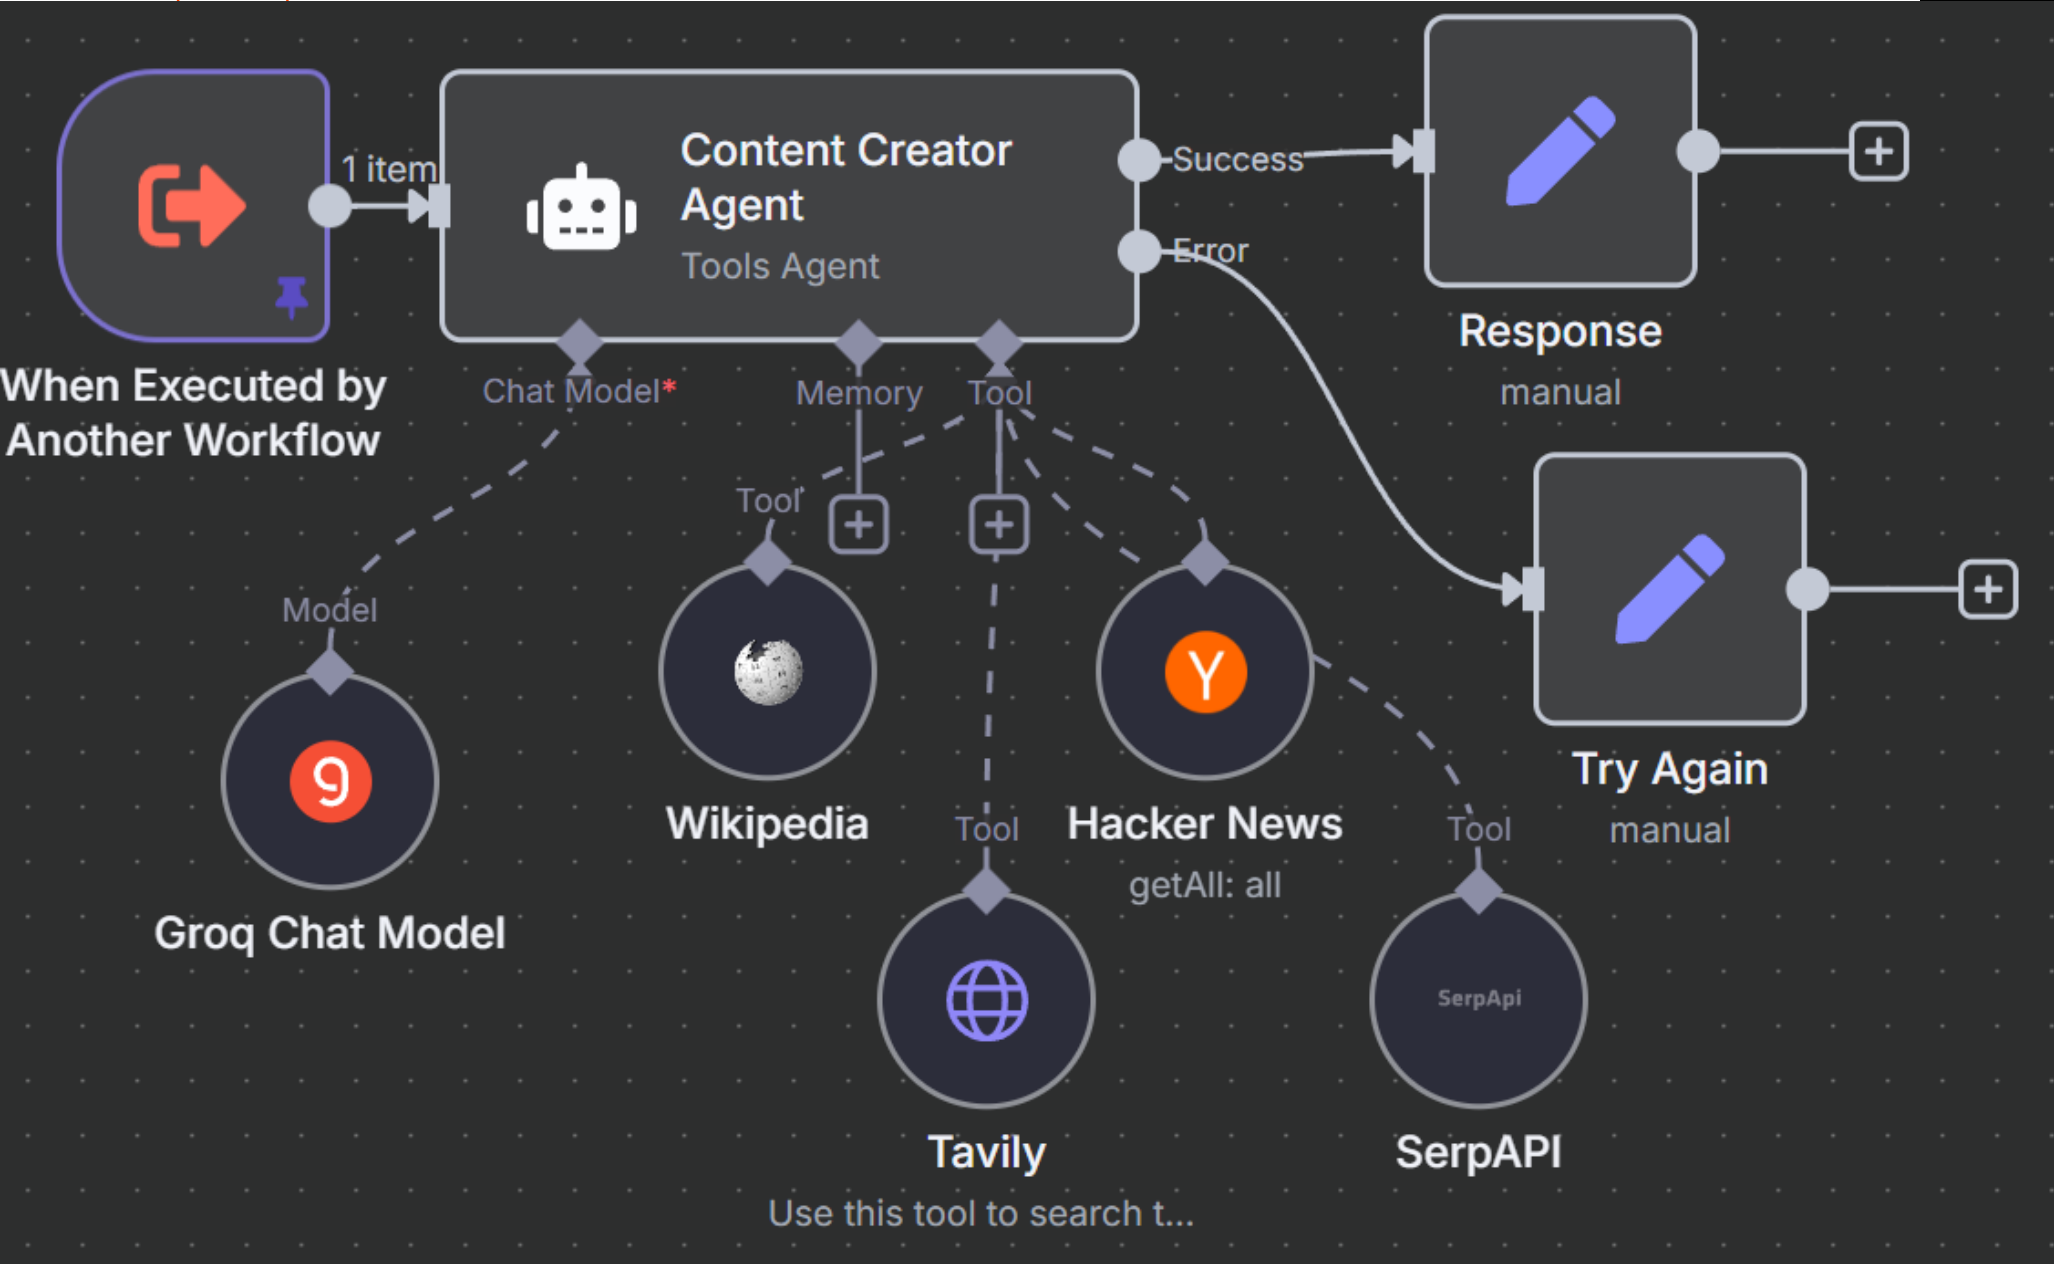 1 item
Content Creator
Agent
Tools Agent
Success
Error
Response
manual
When Executed by
Another Workflow
Chat Model*
Memory
Tool
Tool
Model
Groq Chat Model
Wikipedia
Hacker News
getAll: all
Try Again
manual
Tool
Tool
Tavily
Use this tool to search t...
SerpApi
SerpAPI